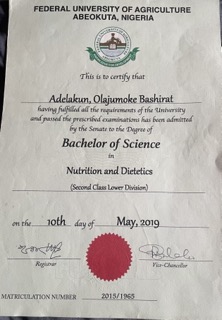 FEDERAL UNIVERSITY OF AGRICULTURE
ABEOKUTA, NIGERIA
This is to certify that
Adelakun, Olajumoke Bashirat
having fulfilled all the requirements of the University
and passed the prescribed examinations has been admitted
by the Senate to the Degree of
Bachelor of Science
in
Nutrition and Dietetics
(Second Class Lower Division)
on the 10th day of May, 2019
Registrar Vice-Chancellor
MATRICULATION NUMBER 2015/1965